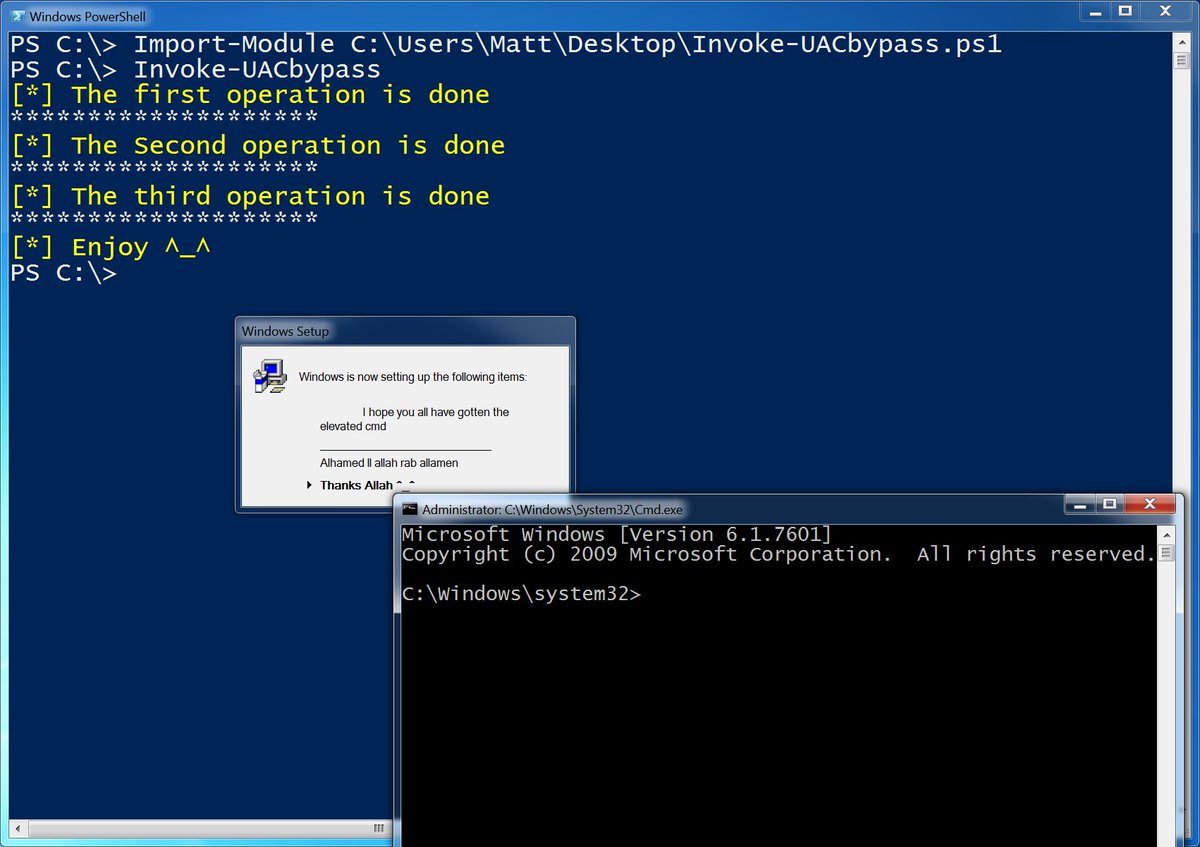 Windows PowerShell
PS C:\> Import-Module C:\Users\Matt\Desktop\Invoke-UACbypass.ps1
PS C:\> Invoke-UACbypass
[*] The first operation is done
********************
[*] The Second operation is done
********************
[*] The third operation is done
********************
[*] Enjoy ^_^
PS C:\>
Windows Setup
Windows is now setting up the following items:
I hope you all have gotten the
elevated cmd
Alhamed ll allah rab allamen
Thanks Allah ^_^
Administrator: C:\Windows\System32\Cmd.exe
Microsoft Windows [Version 6.1.7601]
Copyright (c) 2009 Microsoft Corporation.  All rights reserved.
C:\Windows\system32>